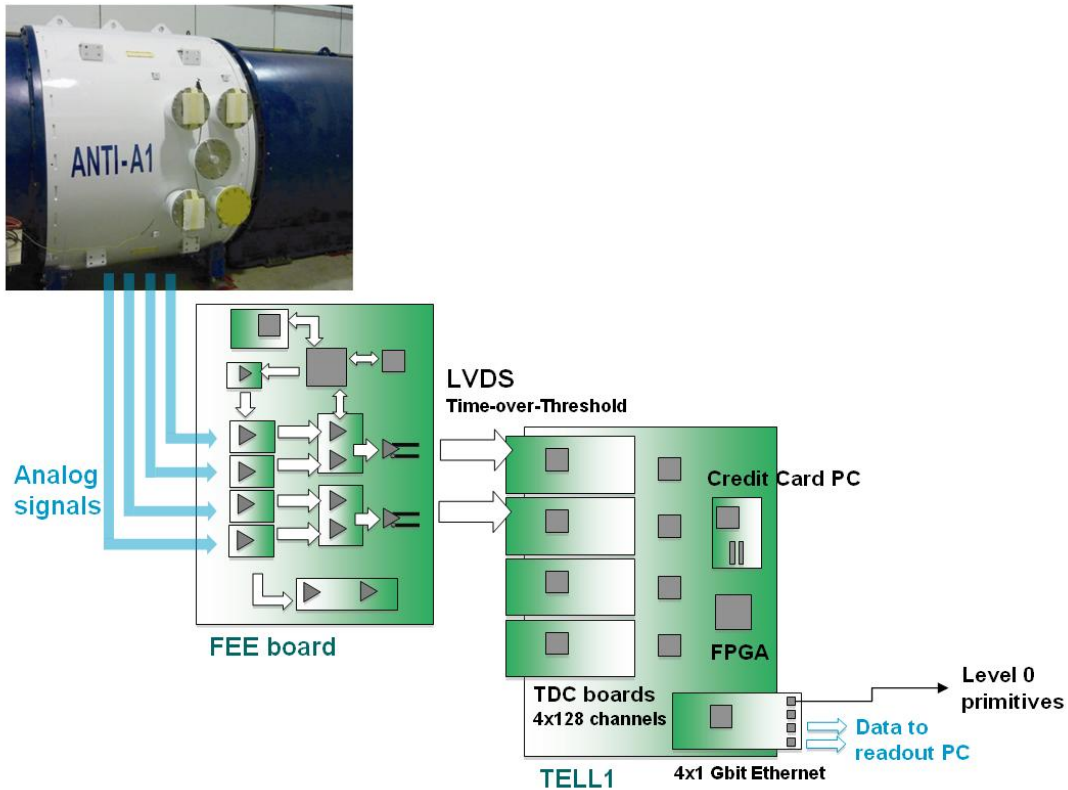 ANTI-A1
LVDS
Time-over-Threshold
Analog
signals
Credit Card PC
FEE board
FPGA
TDC boards
4x128 channels
Level 0
primitives
Data to
readout PC
4x1 Gbit Ethernet
TELL1